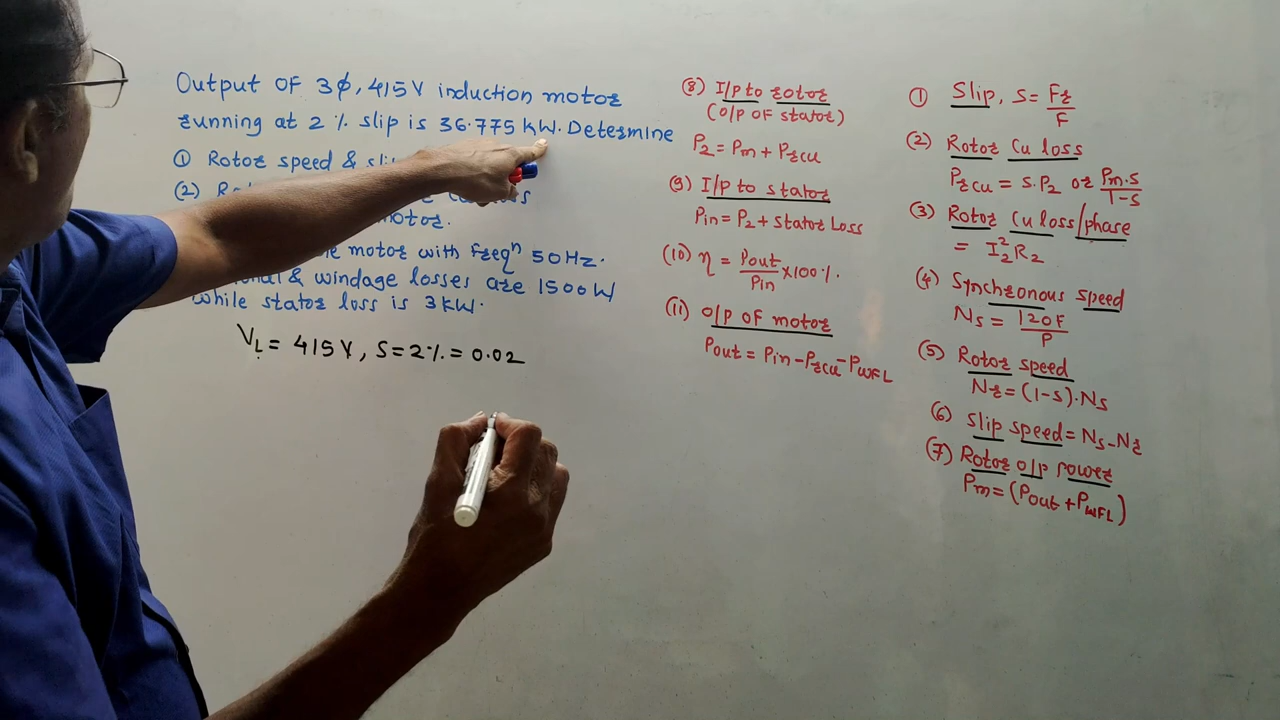 Output OF 3ϕ, 415V induction motor
running at 2 % slip is 36.775 kW. Determine
① Rotor speed & sli
(2) R
motor.
motor with Freqⁿ 50Hz.
& windage losses are 1500W
while stator loss is 3 kW.
V_L = 415V, S=2% = 0.02
(8) I/p to rotor
(O/p OF stator)
P₂ = Pm + Prcu
(9) I/p to stator
Pin = P₂ + stator Loss
(10) η = Pout/Pin ×100%.
(11) O/p OF motor
Pout = Pin – Prcu – PWFL
① Slip, S = Fr/F
(2) Rotor Cu loss
Prcu = S.P₂ or Pm.S/1-S
(3) Rotor Cu loss/phase
= I₂²R₂
(4) Synchronous speed
Ns = 120F/P
(5) Rotor speed
Nr = (1-s).Ns
(6) Slip speed = Ns-Nr
(7) Rotor o/p power
Pm = (Pout + PWFL)